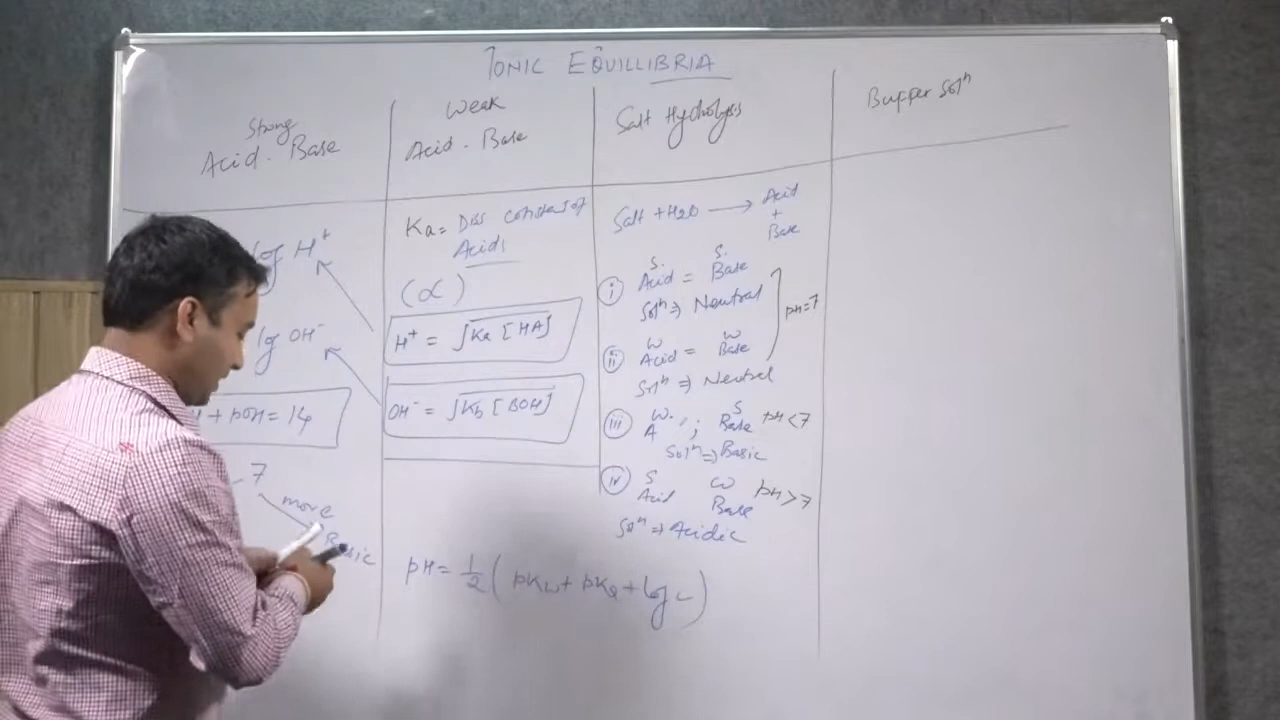 IONIC EQUILLIBRIA
Strong
Acid. Base
log H⁺
log OH⁻
+ pOH = 14
7
more
Basic
Weak
Acid. Base
Ka = Diss constant of
Acid
(α)
H⁺ = √Ka [HA]
OH⁻ = √Kb [BOH]
pH = 1/2 ( pKw + pKa + log c )
Salt Hydrolysis
Salt + H2O → Acid
+
Base
(i) S. Acid = S. Base
Solⁿ ⇒ Neutral
pH=7
(ii) W Acid = W Base
Solⁿ ⇒ Neutral
(iii) W. A ; S Base pH<7
Solⁿ ⇒ Basic
(iv) S Acid W Base pH>7
Solⁿ ⇒ Acidic
Buffer Solⁿ